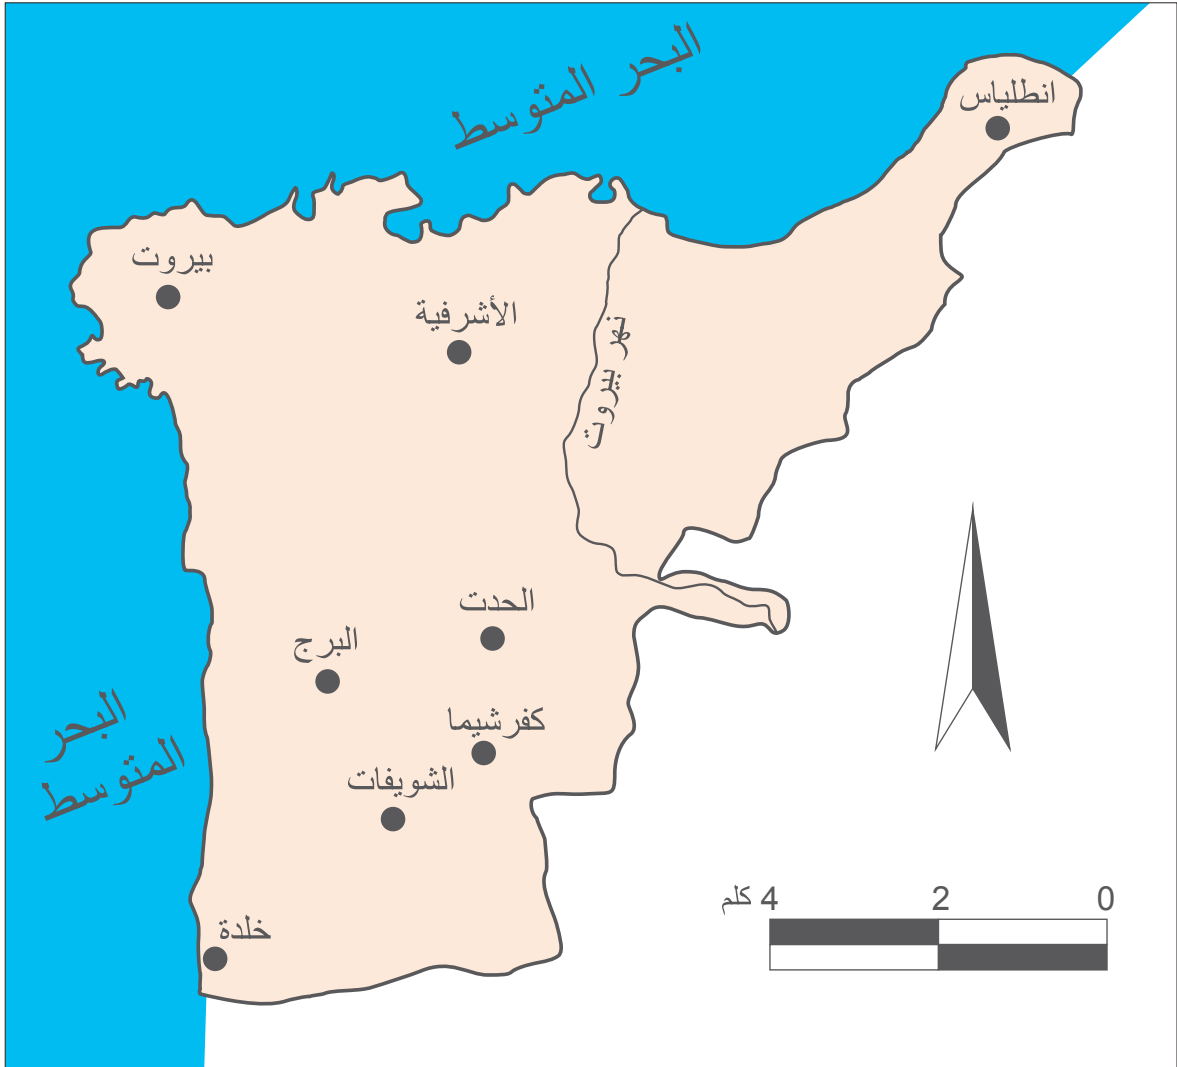 البحر المتوسط
انطلياس
بيروت
الأشرفية
نهر بيروت
الحدت
البرج
كفرشيما
الشويفات
البحر
المتوسط
خلدة
0 2 4 كلم